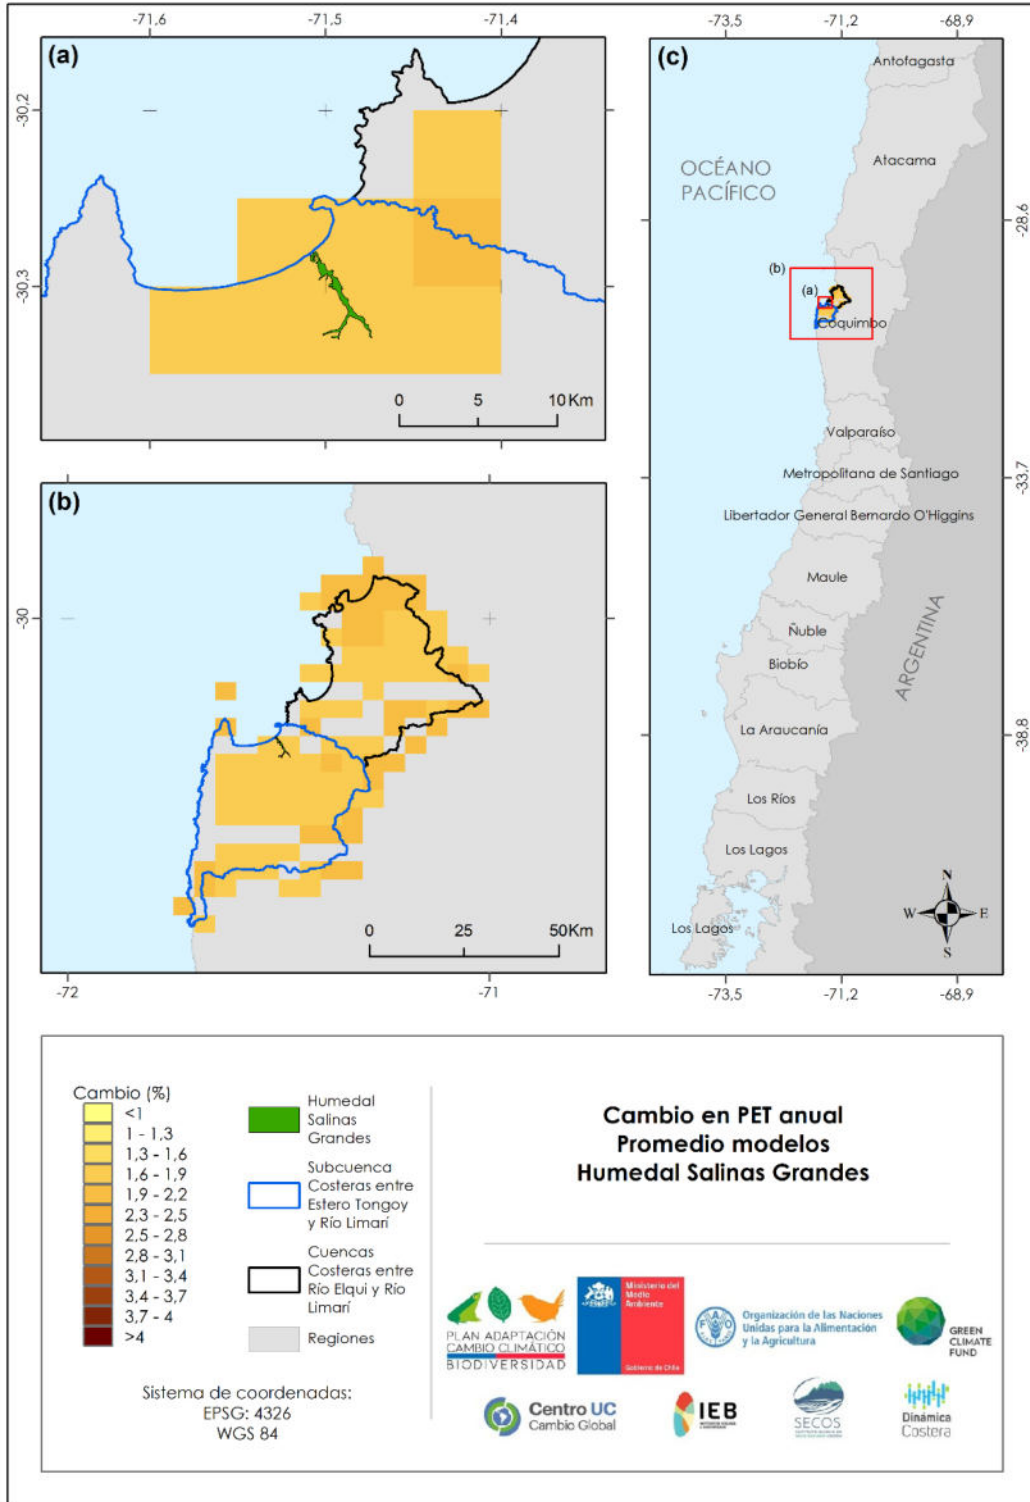 -71,6
-71,5
-71,4
(a)
-30,2
-30,3
0
5
10 Km
(b)
30
0
25
50Km
-72
-71
-73,5
-71,2
-68,9
(c)
Antofagasta
Atacama
OCÉANO
PACÍFICO
-28,6
(b)
(a)
Coquimbo
Valparaíso
-33,7
Metropolitana de Santiago
Libertador General Bernardo O'Higgins
Maule
Ñuble
Biobío
ARGENTINA
La Araucanía
-38,8
Los Ríos
Los Lagos
Los Lagos
N
W
E
S
-73,5
-71,2
-68,9
Cambio (%)
<1
1 - 1,3
1,3 - 1,6
1,6 - 1,9
1,9 - 2,2
2,3 - 2,5
2,5 - 2,8
2,8 - 3,1
3,1 - 3,4
3,4 - 3,7
3,7 - 4
>4
Humedal
Salinas
Grandes
Subcuenca
Costeras entre
Estero Tongoy
y Río Limarí
Cuencas
Costeras entre
Río Elqui y Río
Limarí
Regiones
Sistema de coordenadas:
EPSG: 4326
WGS 84
Cambio en PET anual
Promedio modelos
Humedal Salinas Grandes
PLAN ADAPTACIÓN
CAMBIO CLIMÁTICO
BIODIVERSIDAD
Ministerio del
Medio
Ambiente
Gobierno de Chile
FAO
Organización de las Naciones
Unidas para la Alimentación
y la Agricultura
GREEN
CLIMATE
FUND
Centro UC
Cambio Global
IEB
SECOS
Dinámica
Costera